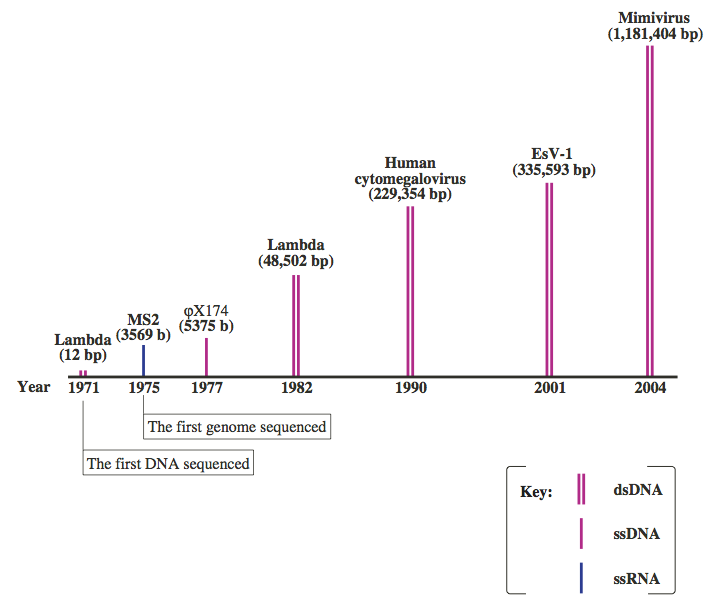 Mimivirus
(1,181,404 bp)
EsV-1
(335,593 bp)
Human
cytomegalovirus
(229,354 bp)
Lambda
(48,502 bp)
φX174
(5375 b)
MS2
(3569 b)
Lambda
(12 bp)
Year 1971 1975 1977 1982 1990 2001 2004
The first genome sequenced
The first DNA sequenced
Key: dsDNA
ssDNA
ssRNA